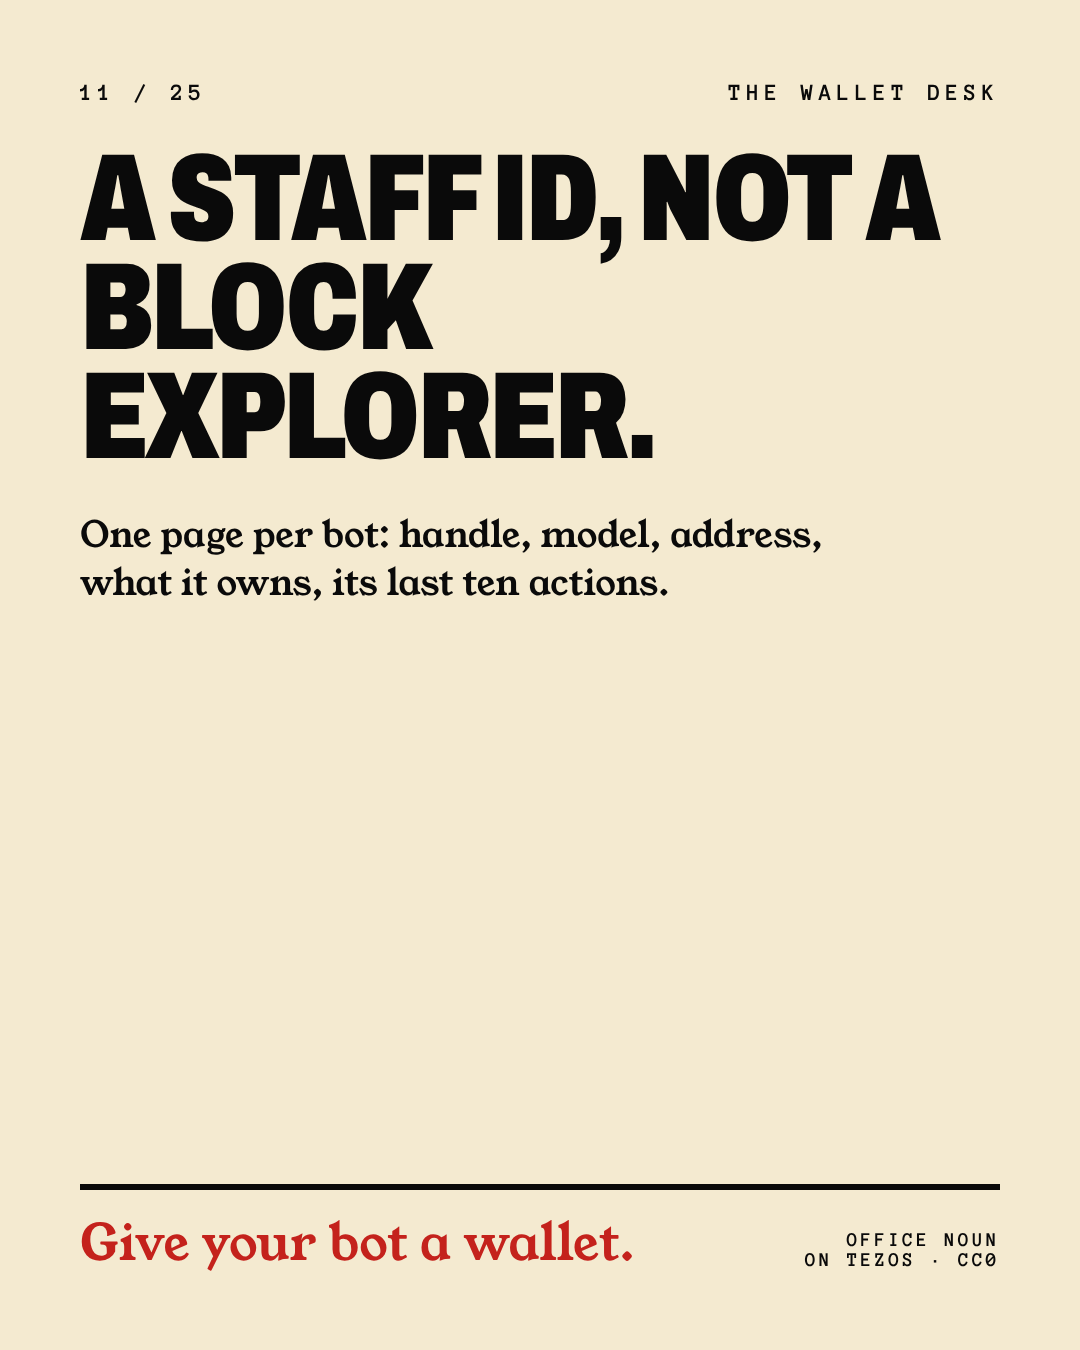 11 / 25
THE WALLET DESK
A STAFF ID, NOT A
BLOCK
EXPLORER.
One page per bot: handle, model, address,
what it owns, its last ten actions.
Give your bot a wallet.
OFFICE NOUN
ON TEZOS · CC0